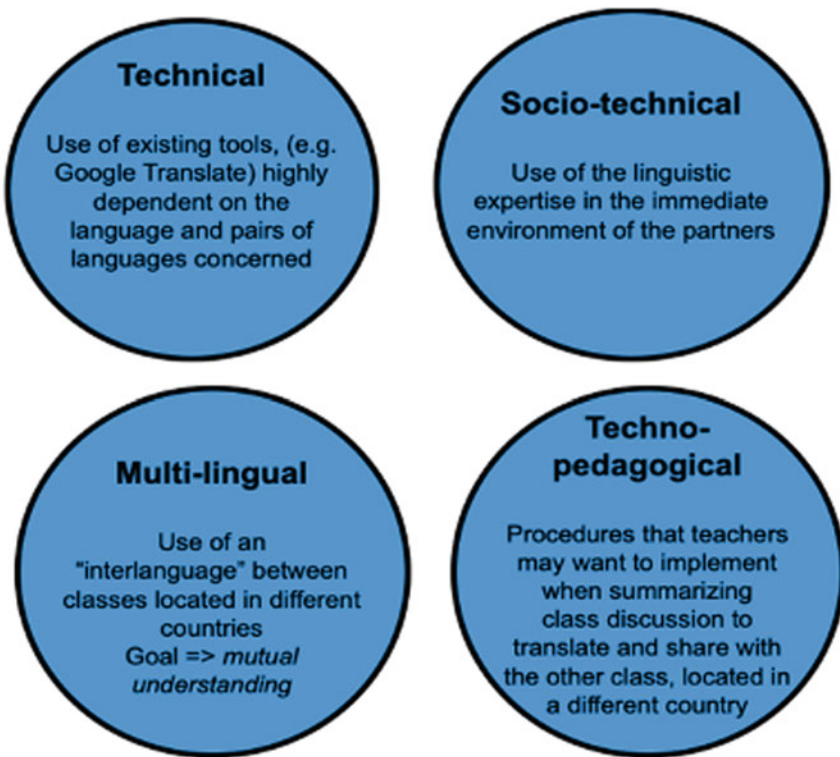 Technical
Use of existing tools, (e.g.
Google Translate) highly
dependent on the
language and pairs of
languages concerned
Socio-technical
Use of the linguistic
expertise in the immediate
environment of the partners
Multi-lingual
Use of an
“interlanguage” between
classes located in different
countries
Goal => mutual
understanding
Techno-
pedagogical
Procedures that teachers
may want to implement
when summarizing
class discussion to
translate and share with
the other class, located in
a different country